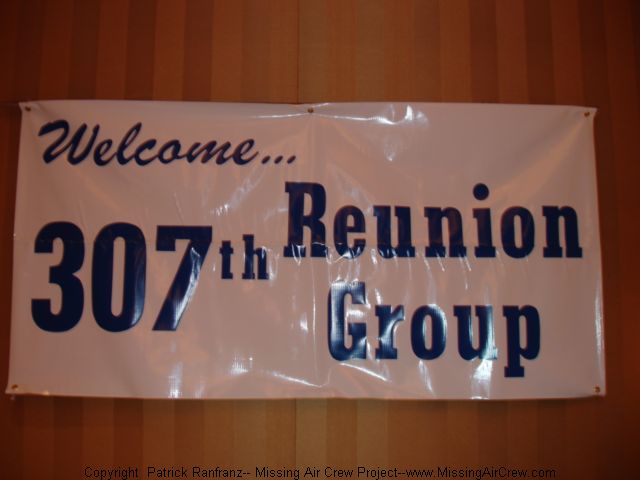 Welcome...
307th Reunion
Group
Copyright Patrick Ranfranz-- Missing Air Crew Project--www.MissingAirCrew.com